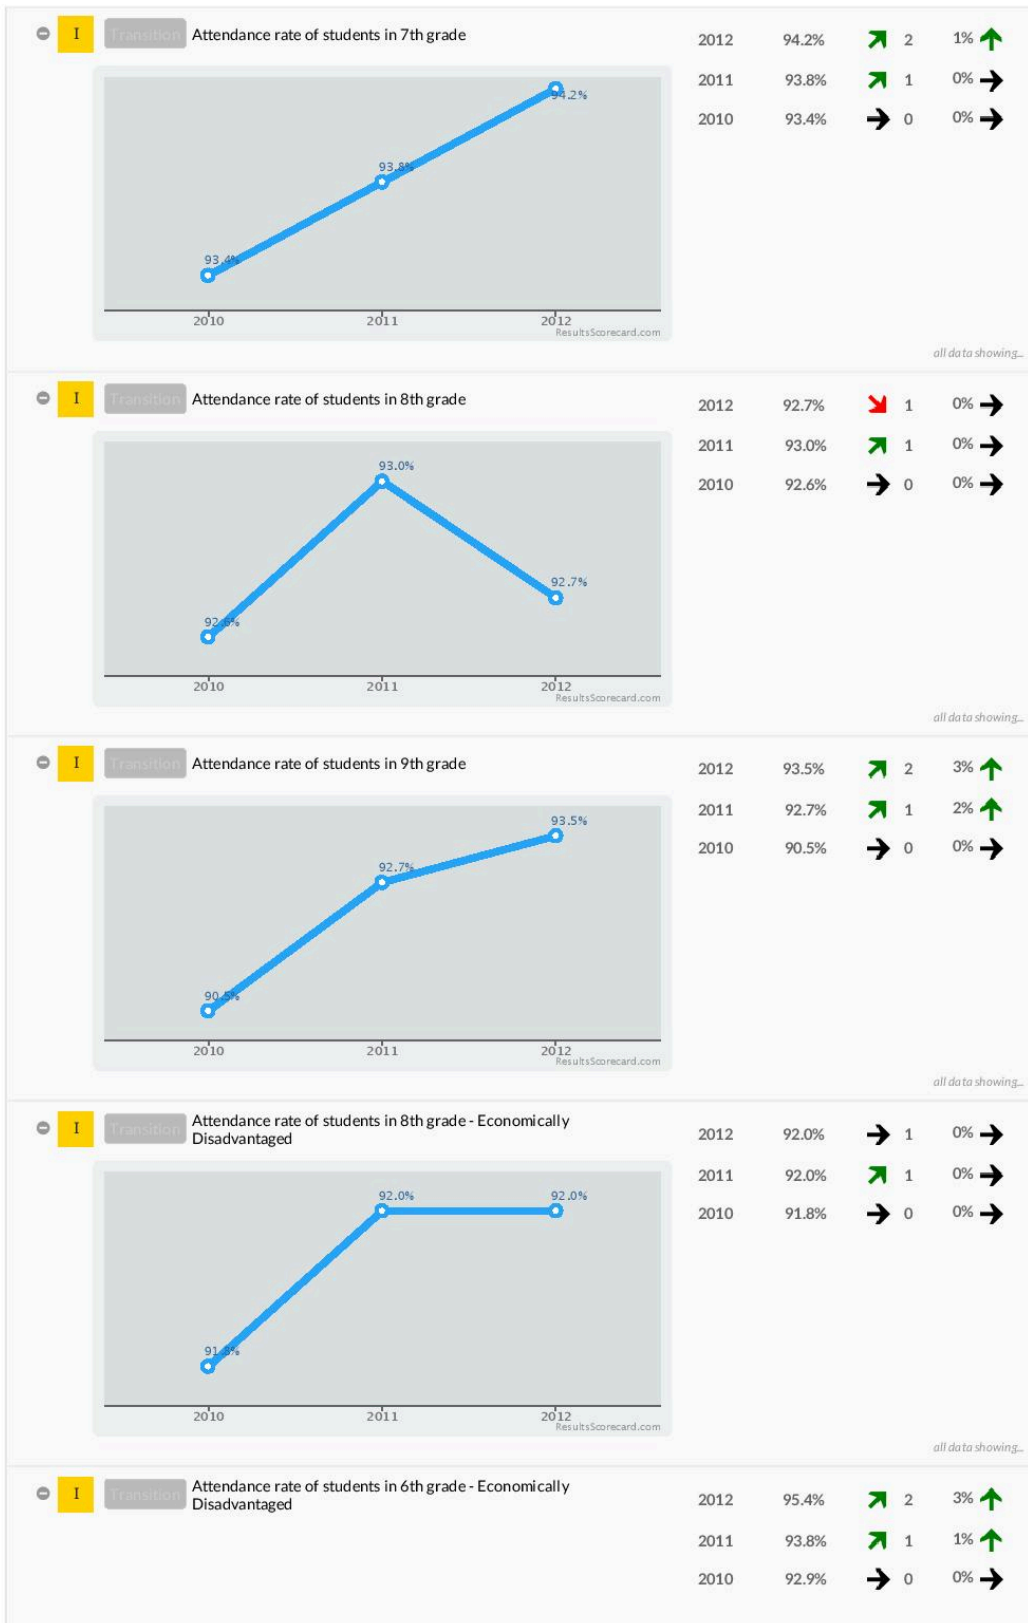 I Transition Attendance rate of students in 7th grade
2012 94.2% 2 1%
2011 93.8% 1 0%
2010 93.4% 0 0%
94.2%
93.8%
93.4%
2010 2011 2012
ResultsScorecard.com
all data showing...
I Transition Attendance rate of students in 8th grade
2012 92.7% 1 0%
2011 93.0% 1 0%
2010 92.6% 0 0%
93.0%
92.7%
92.6%
2010 2011 2012
ResultsScorecard.com
all data showing...
I Transition Attendance rate of students in 9th grade
2012 93.5% 2 3%
2011 92.7% 1 2%
2010 90.5% 0 0%
93.5%
92.7%
90.5%
2010 2011 2012
ResultsScorecard.com
all data showing...
I Transition Attendance rate of students in 8th grade - Economically
Disadvantaged
2012 92.0% 1 0%
2011 92.0% 1 0%
2010 91.8% 0 0%
92.0% 92.0%
91.8%
2010 2011 2012
ResultsScorecard.com
all data showing...
I Transition Attendance rate of students in 6th grade - Economically
Disadvantaged
2012 95.4% 2 3%
2011 93.8% 1 1%
2010 92.9% 0 0%